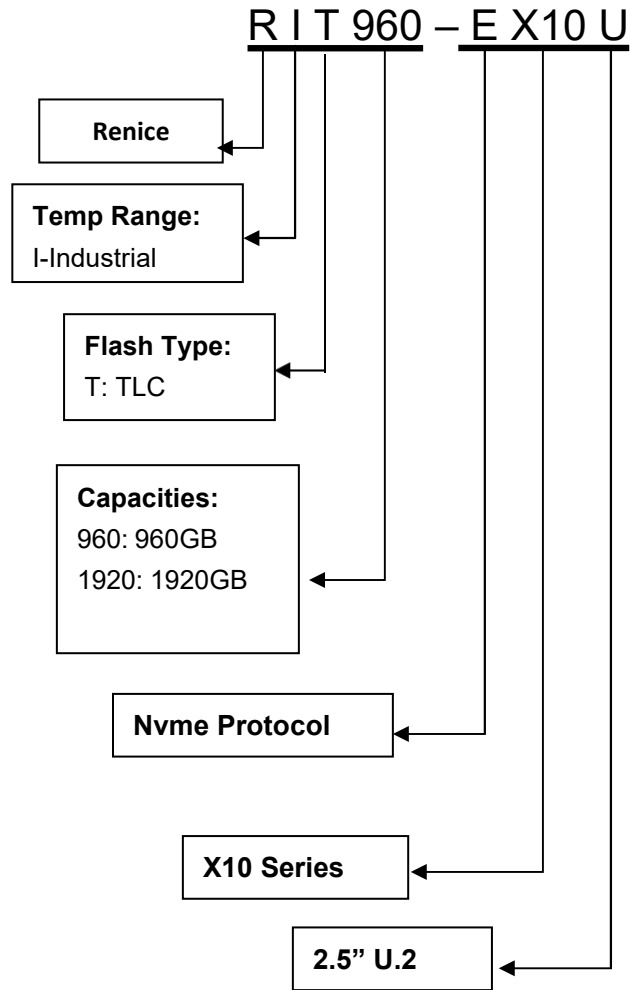 R I T 960 – E X10 U
Renice
Temp Range:
I-Industrial
Flash Type:
T: TLC
Capacities:
960: 960GB
1920: 1920GB
Nvme Protocol
X10 Series
2.5” U.2